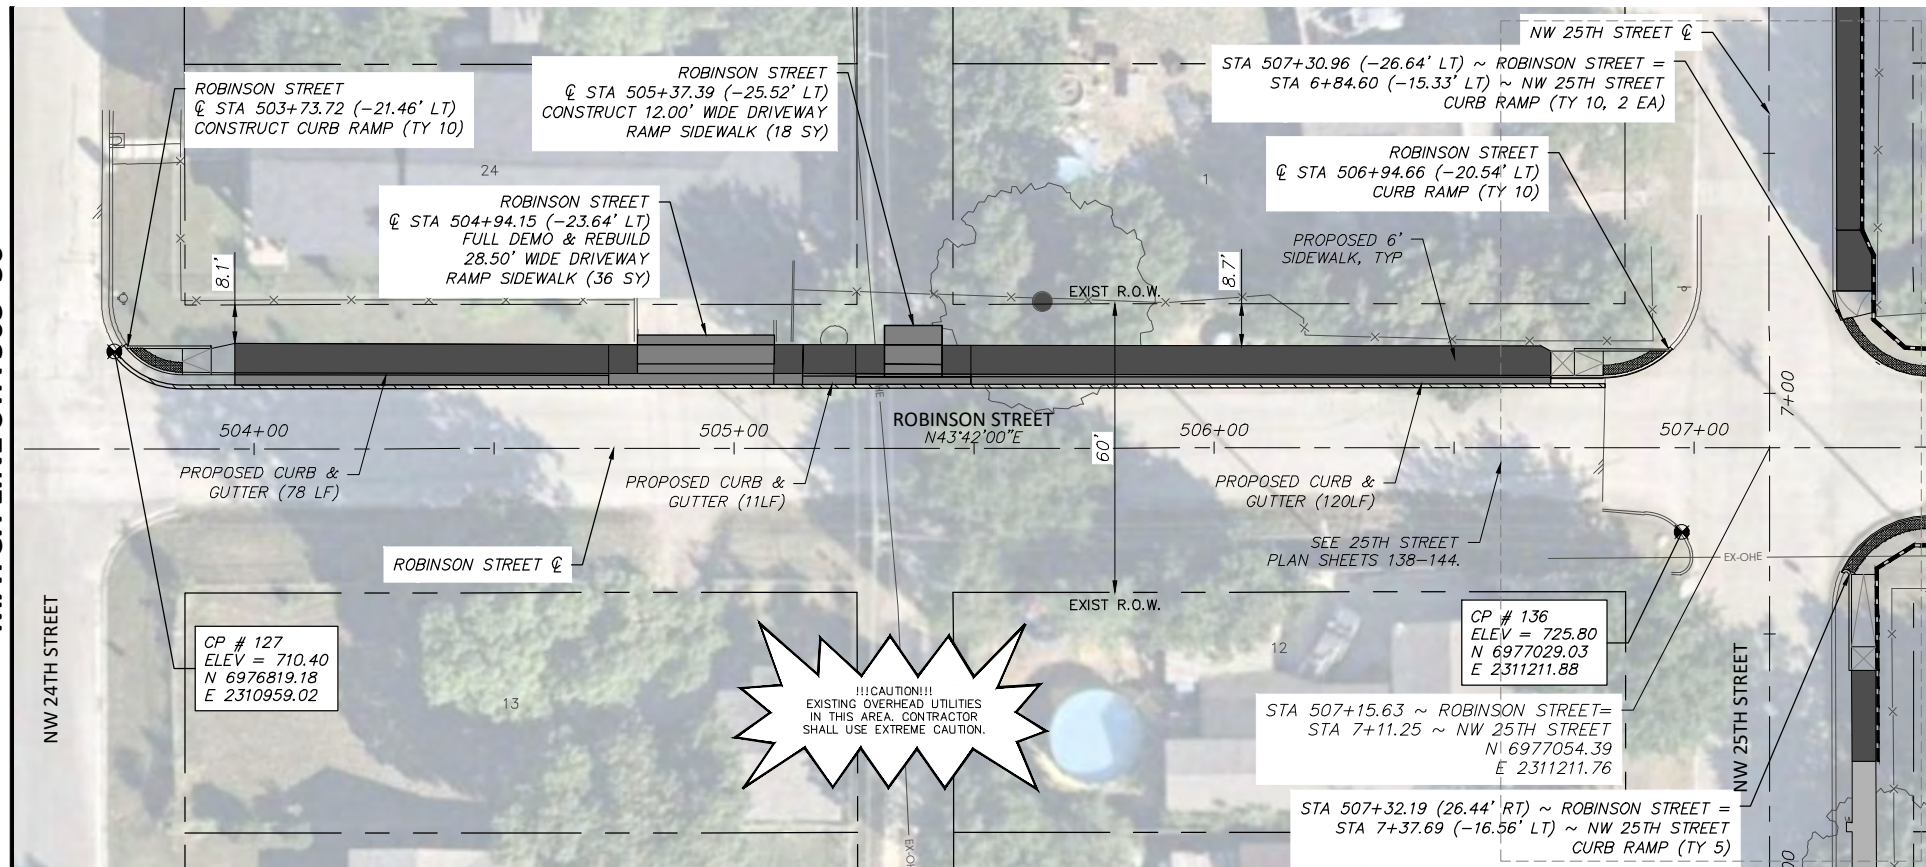 NW 25TH STREET ℄
STA 507+30.96 (-26.64' LT) ~ ROBINSON STREET =
STA 6+84.60 (-15.33' LT) ~ NW 25TH STREET
CURB RAMP (TY 10, 2 EA)
ROBINSON STREET
℄ STA 503+73.72 (-21.46' LT)
CONSTRUCT CURB RAMP (TY 10)
ROBINSON STREET
℄ STA 505+37.39 (-25.52' LT)
CONSTRUCT 12.00' WIDE DRIVEWAY
RAMP SIDEWALK (18 SY)
ROBINSON STREET
℄ STA 506+94.66 (-20.54' LT)
CURB RAMP (TY 10)
24
1
ROBINSON STREET
℄ STA 504+94.15 (-23.64' LT)
FULL DEMO & REBUILD
28.50' WIDE DRIVEWAY
RAMP SIDEWALK (36 SY)
PROPOSED 6'
SIDEWALK, TYP
8.1'
8.7'
EXIST R.O.W.
7+00
ROBINSON STREET
N43°42'00"E
504+00
505+00
506+00
507+00
60'
PROPOSED CURB &
GUTTER (78 LF)
PROPOSED CURB &
GUTTER (11LF)
PROPOSED CURB &
GUTTER (120LF)
SEE 25TH STREET
PLAN SHEETS 138-144.
ROBINSON STREET ℄
EX-OHE
EXIST R.O.W.
NW 24TH STREET
CP # 127
ELEV = 710.40
N 6976819.18
E 2310959.02
CP # 136
ELEV = 725.80
N 6977029.03
E 2311211.88
12
13
!!!CAUTION!!!
EXISTING OVERHEAD UTILITIES
IN THIS AREA. CONTRACTOR
SHALL USE EXTREME CAUTION.
STA 507+15.63 ~ ROBINSON STREET=
STA 7+11.25 ~ NW 25TH STREET
N 6977054.39
E 2311211.76
NW 25TH STREET
STA 507+32.19 (26.44' RT) ~ ROBINSON STREET =
STA 7+37.69 (-16.56' LT) ~ NW 25TH STREET
CURB RAMP (TY 5)